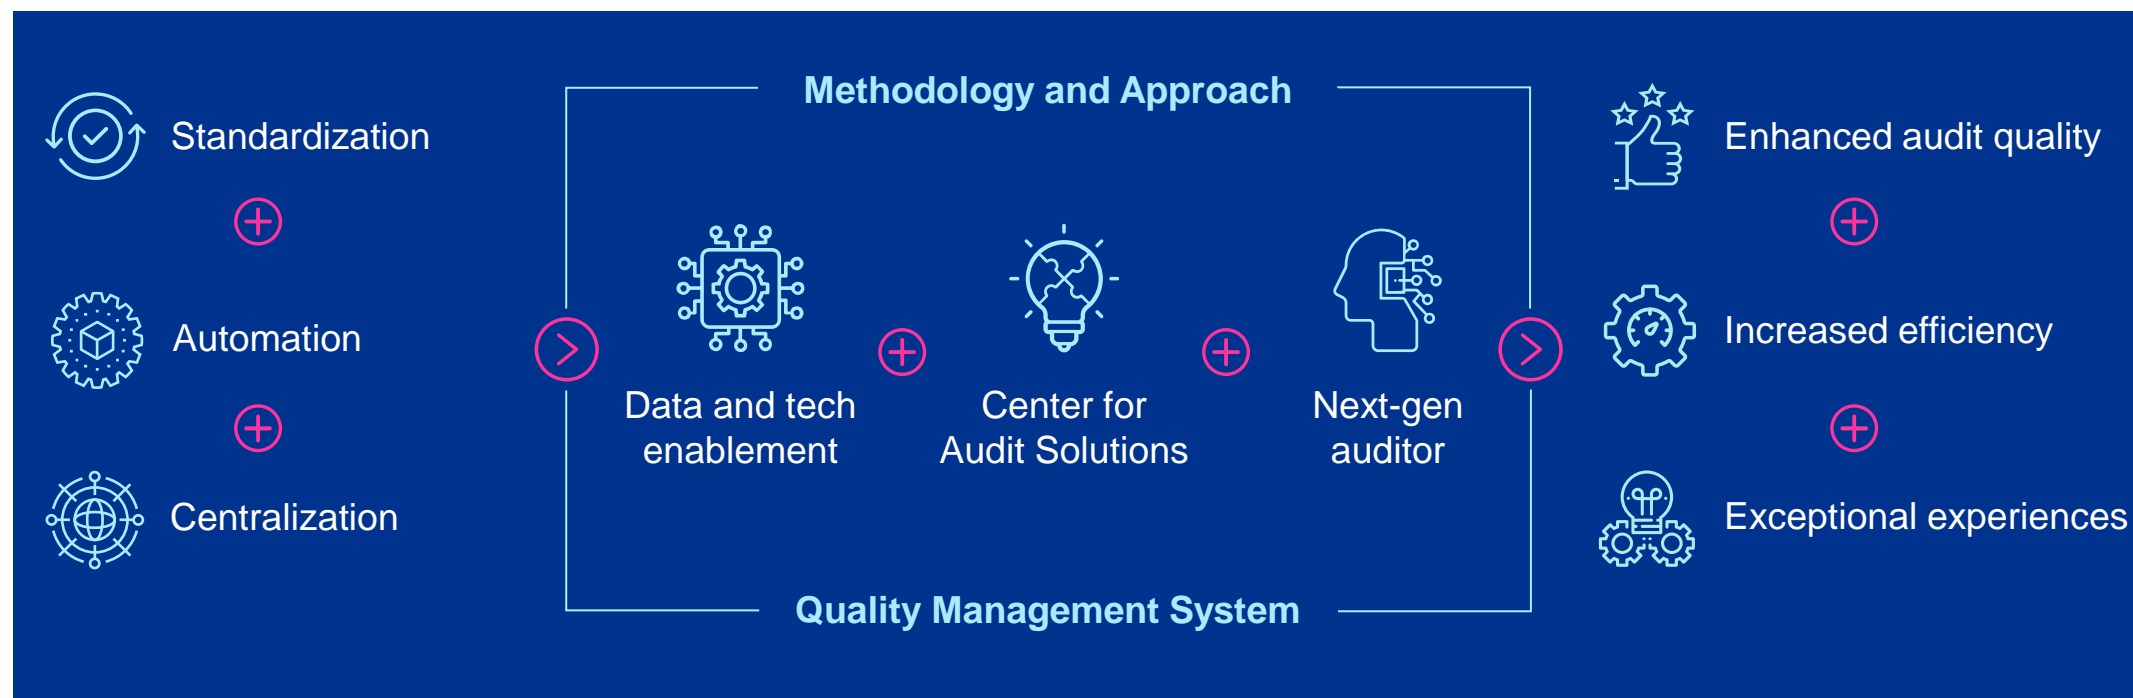 Standardization
Automation
Centralization
Methodology and Approach
Data and tech
enablement
Center for
Audit Solutions
Next-gen
auditor
Quality Management System
Enhanced audit quality
Increased efficiency
Exceptional experiences